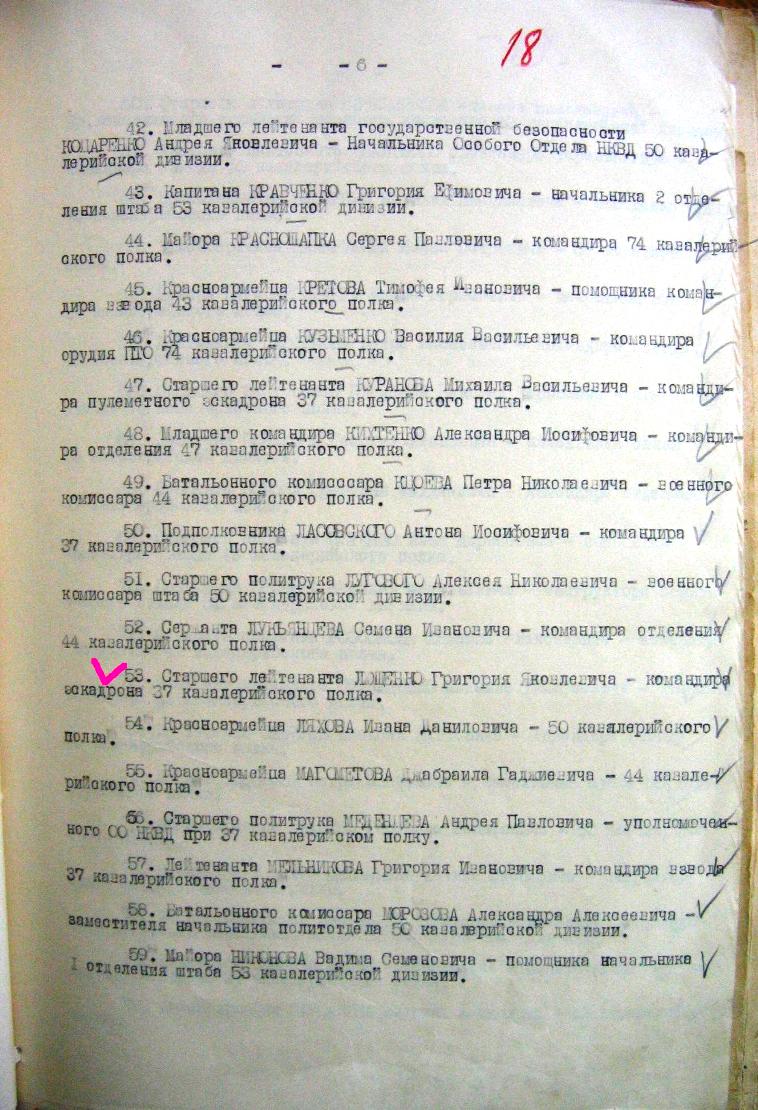 18
- - 6 -
42. Младшего лейтенанта государственной безопасности
КОЦАРЕНКО Андрея Яковлевича - Начальника Особого Отдела НКВД 50 кава-
лерийской дивизии.
43. Капитана КРАВЧЕНКО Григория Ефимовича - начальника 2 отде-
ления штаба 53 кавалерийской дивизии.
44. Майора КРАСНОШАПКА Сергея Павловича - командира 74 кавалерий-
ского полка.
45. Красноармейца КРЕТОВА Тимофея Ивановича - помощника коман-
дира взвода 43 кавалерийского полка.
46. Красноармейца КУЗЬМЕНКО Василия Васильевича - командира
орудия ПТО 74 кавалерийского полка.
47. Старшего лейтенанта КУРАНОВА Михаила Васильевича - команди-
ра пулеметного эскадрона 37 кавалерийского полка.
48. Младшего командира КИХТЕНКО Александра Иосифовича - команди-
ра отделения 47 кавалерийского полка.
49. Батальонного комисссара КЦОЕВА Петра Николаевича - военного
комиссара 44 кавалерийского полка.
50. Подполковника ЛАСОВСКОГО Антона Иосифовича - командира
37 кавалерийского полка.
51. Старшего политрука ЛУГОВОГО Алексея Николаевича - военного
комиссара штаба 50 кавалерийской дивизии.
52. Сержанта ЛУКЬЯНЦЕВА Семена Ивановича - командира отделения
44 кавалерийского полка.
53. Старшего лейтенанта ЛЮШЕНКО Григория Яковлевича - командира
эскадрона 37 кавалерийского полка.
54. Красноармейца ЛЯХОВА Ивана Даниловича - 50 кавялерийского
полка.
55. Красноармейца МАГОМЕТОВА Джабраила Гаджиевича - 44 кавале-
рийского полка.
56. Старшего политрука МЕДЕНЦЕВА Андрея Павловича - уполномочен-
ного ОО НКВД при 37 кавалерийском полку.
57. Лейтенанта МЕЛЬНИКОВА Григория Ивановича - командира взвода
37 кавалерийского полка.
58. Батальонного комиссара МОРОЗОВА Александра Алексеевича -
заместителя начальника политотдела 50 кавалерийской дивизии.
59. Майора НИКОНОВА Вадима Семеновича - помощника начальника
I отделения штаба 53 кавалерийской дивизии.